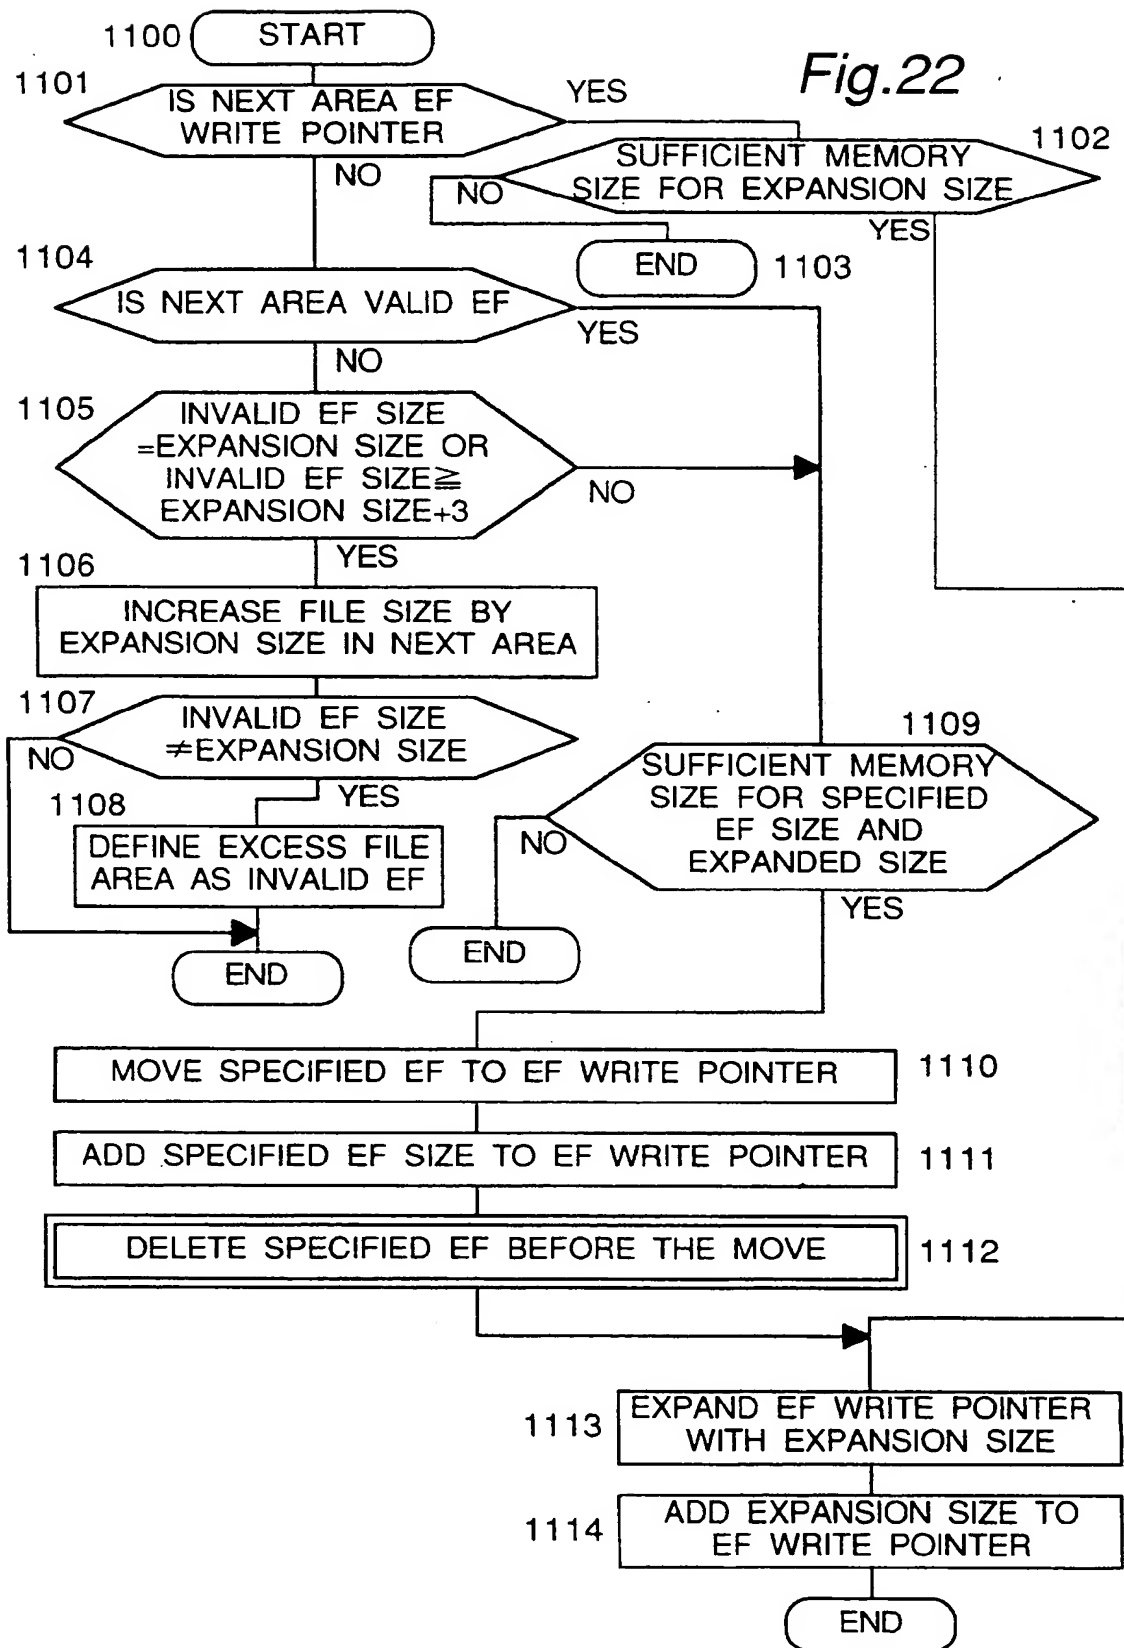 Fig.22
1100
START
1101
IS NEXT AREA EF
WRITE POINTER
YES
NO
1102
SUFFICIENT MEMORY
SIZE FOR EXPANSION SIZE
NO
YES
END
1103
1104
IS NEXT AREA VALID EF
YES
NO
1105
INVALID EF SIZE
=EXPANSION SIZE OR
INVALID EF SIZE≧
EXPANSION SIZE+3
NO
YES
1106
INCREASE FILE SIZE BY
EXPANSION SIZE IN NEXT AREA
1107
INVALID EF SIZE
≠EXPANSION SIZE
NO
YES
1108
DEFINE EXCESS FILE
AREA AS INVALID EF
END
1109
SUFFICIENT MEMORY
SIZE FOR SPECIFIED
EF SIZE AND
EXPANDED SIZE
NO
YES
END
MOVE SPECIFIED EF TO EF WRITE POINTER
1110
ADD SPECIFIED EF SIZE TO EF WRITE POINTER
1111
DELETE SPECIFIED EF BEFORE THE MOVE
1112
1113
EXPAND EF WRITE POINTER
WITH EXPANSION SIZE
1114
ADD EXPANSION SIZE TO
EF WRITE POINTER
END